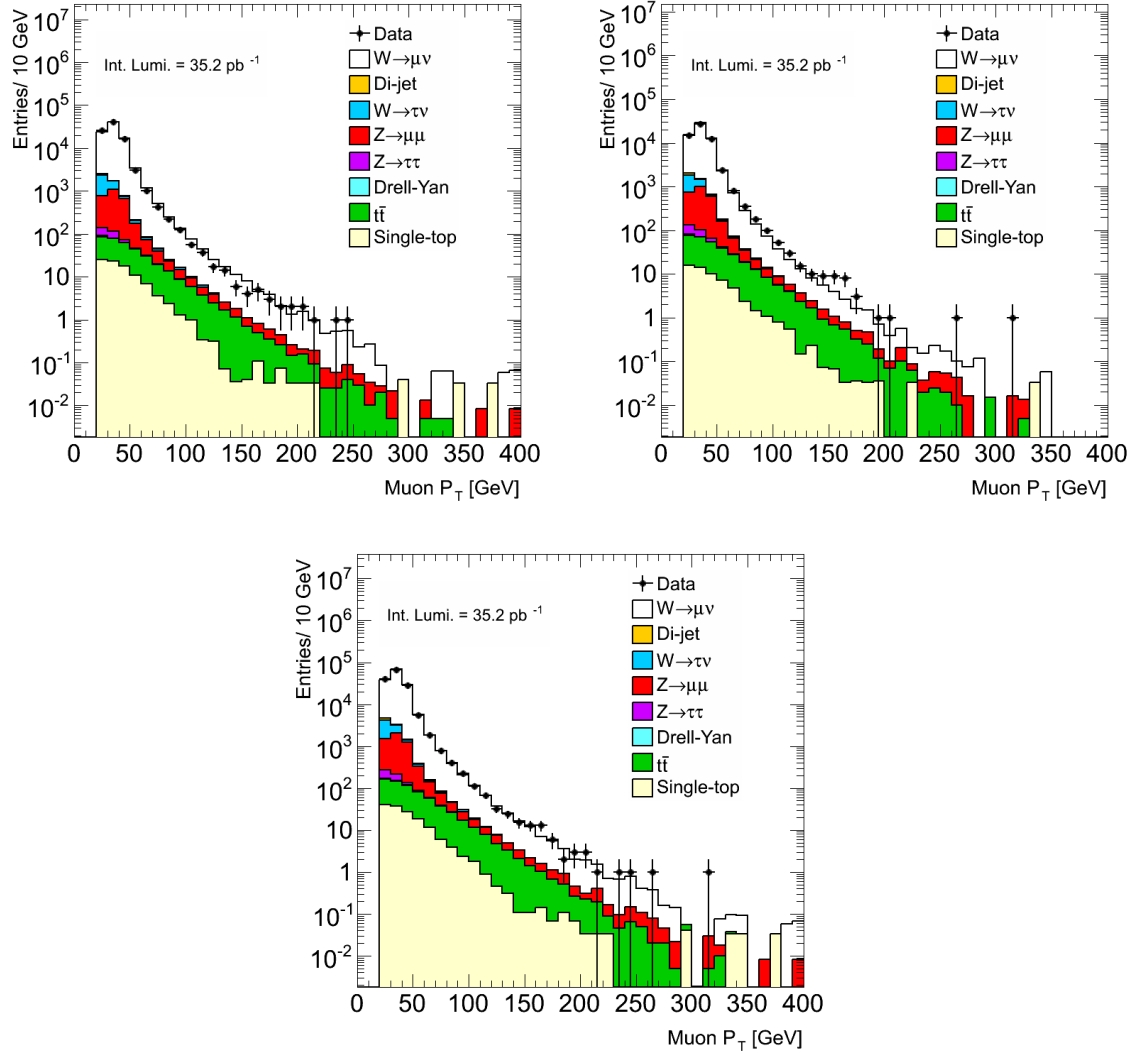 Entries/ 10 GeV
10^7
10^6
10^5
10^4
10^3
10^2
10
1
10^-1
10^-2
Int. Lumi. = 35.2 pb^-1
Data
W→μν
Di-jet
W→τν
Z→μμ
Z→ττ
Drell-Yan
tt̄
Single-top
0 50 100 150 200 250 300 350 400
Muon P_T [GeV]
Entries/ 10 GeV
10^7
10^6
10^5
10^4
10^3
10^2
10
1
10^-1
10^-2
Int. Lumi. = 35.2 pb^-1
Data
W→μν
Di-jet
W→τν
Z→μμ
Z→ττ
Drell-Yan
tt̄
Single-top
0 50 100 150 200 250 300 350 400
Muon P_T [GeV]
Entries/ 10 GeV
10^7
10^6
10^5
10^4
10^3
10^2
10
1
10^-1
10^-2
Int. Lumi. = 35.2 pb^-1
Data
W→μν
Di-jet
W→τν
Z→μμ
Z→ττ
Drell-Yan
tt̄
Single-top
0 50 100 150 200 250 300 350 400
Muon P_T [GeV]